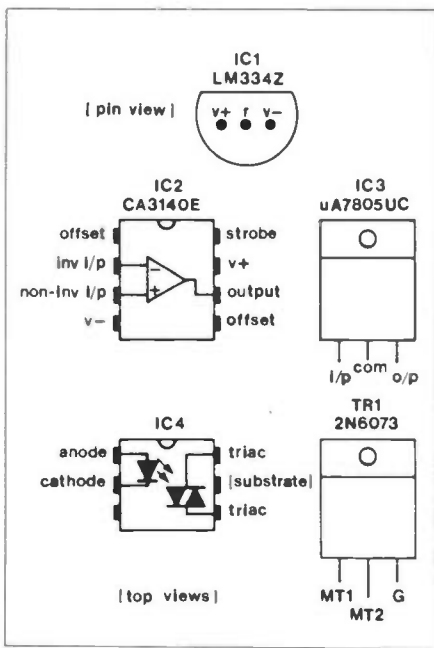 IC1
LM334Z
[pin view]
v+ r v−
IC2
CA3140E
offset
inv i/p
non-inv i/p
v−
strobe
v+
output
offset
− +
IC3
uA7805UC
i/p com o/p
IC4
anode
cathode
triac
[substrate]
triac
[top views]
TR1
2N6073
MT1 MT2 G